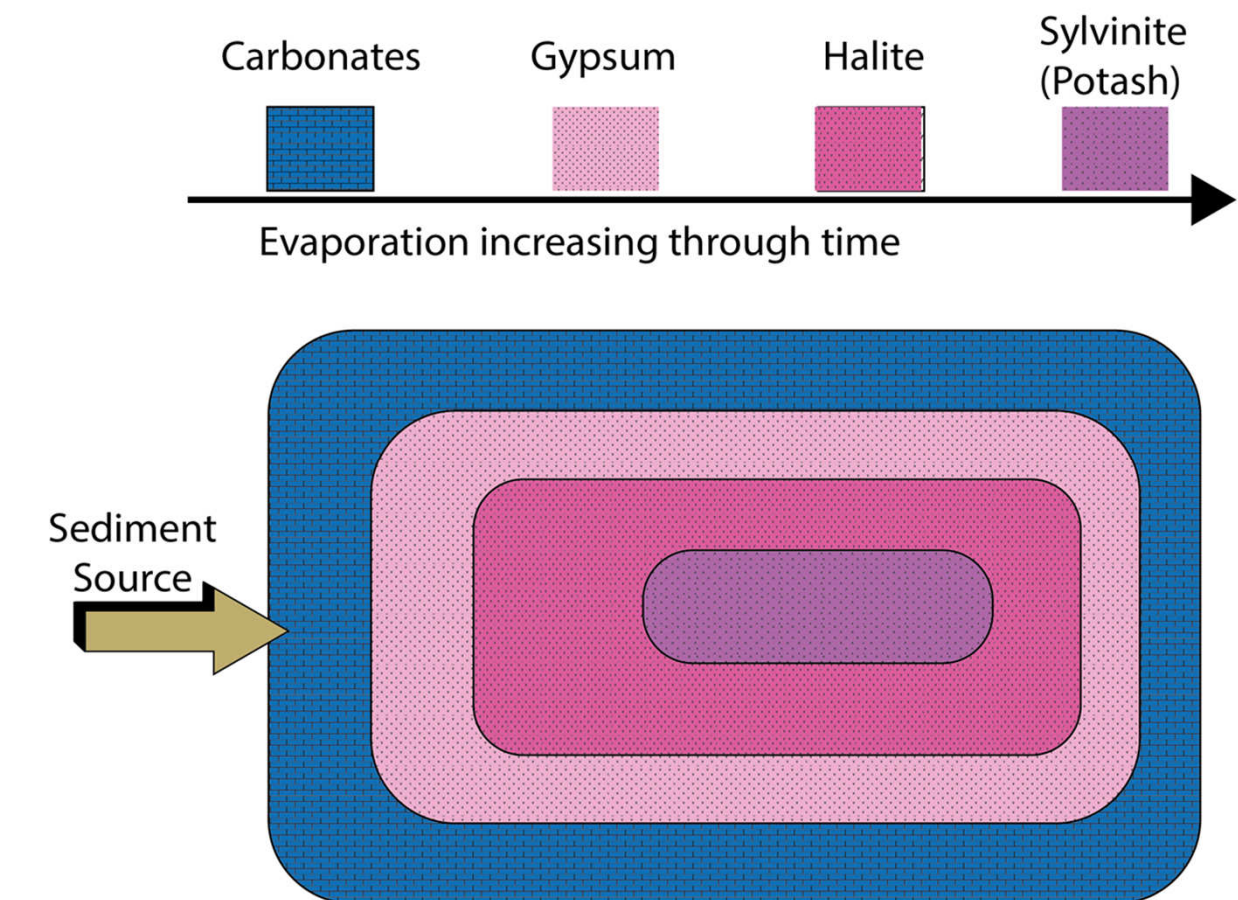 Carbonates
Gypsum
Halite
Sylvinite
(Potash)
Evaporation increasing through time
Sediment
Source